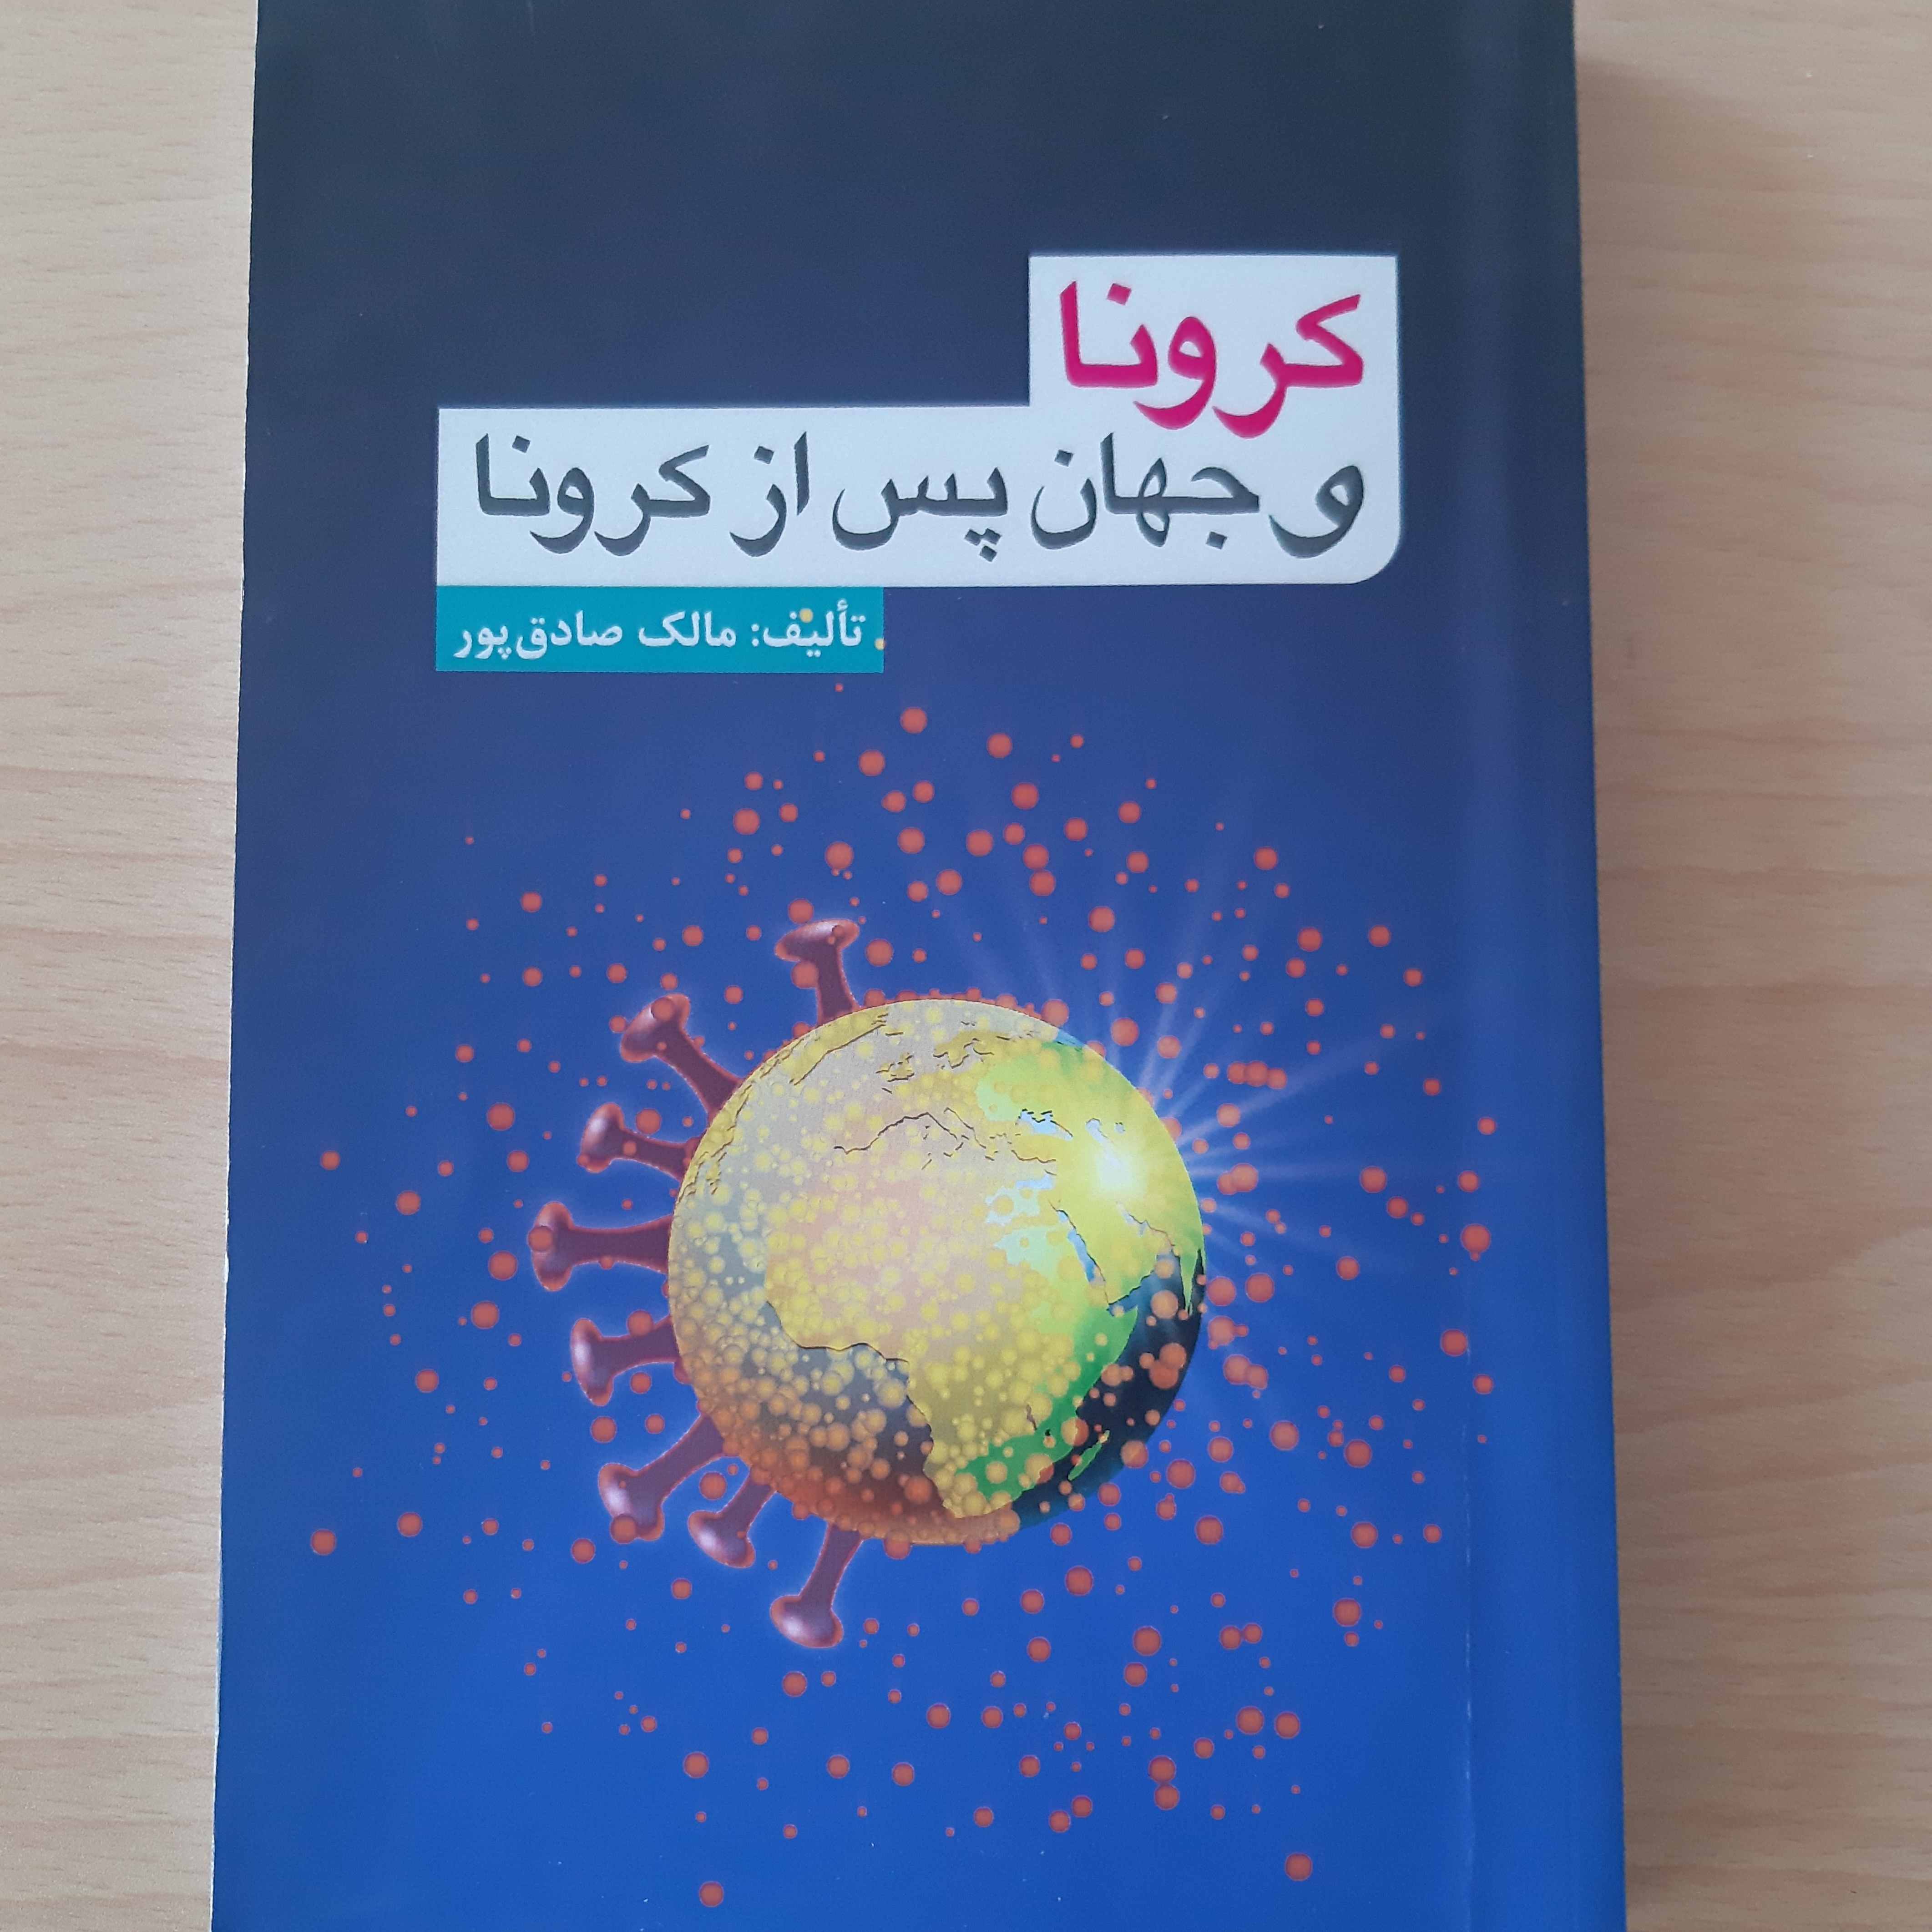 کرونا
و جهان پس از کرونا
تألیف: مالک صادق‌پور